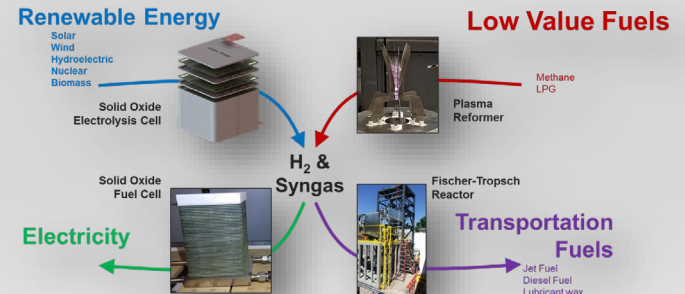 Renewable Energy
Solar
Wind
Hydroelectric
Nuclear
Biomass
Solid Oxide
Electrolysis Cell
Low Value Fuels
Methane
LPG
Plasma
Reformer
H₂ &
Syngas
Solid Oxide
Fuel Cell
Electricity
Fischer-Tropsch
Reactor
Transportation
Fuels
Jet Fuel
Diesel Fuel
Lubricant wax